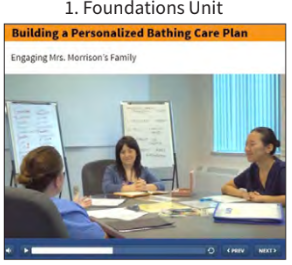 1. Foundations Unit
Building a Personalized Bathing Care Plan
Engaging Mrs. Morrison's Family
< PREV
NEXT >